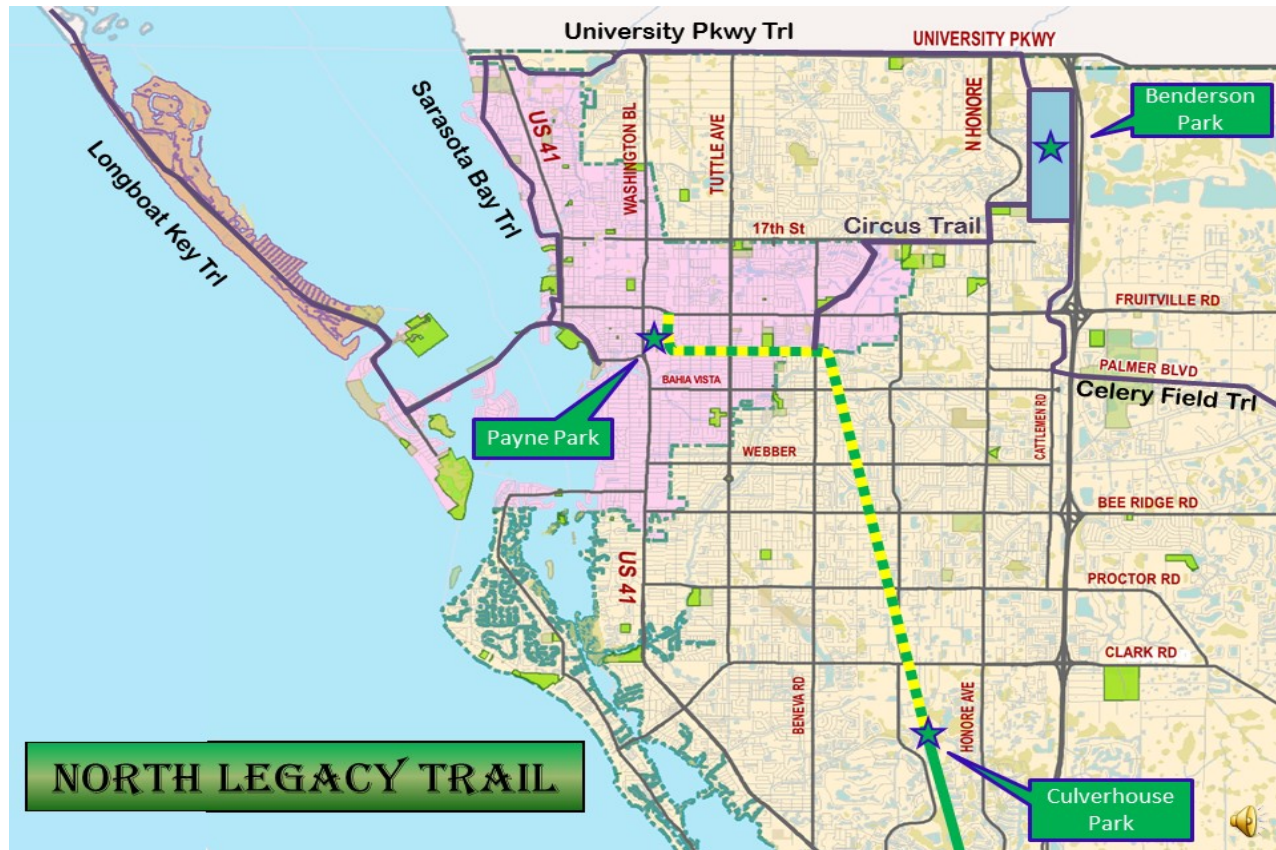 University Pkwy Trl
UNIVERSITY PKWY
Benderson
Park
Sarasota Bay Trl
US 41
WASHINGTON BL
TUTTLE AVE
N HONORE
Longboat Key Trl
17th St
Circus Trail
FRUITVILLE RD
PALMER BLVD
Celery Field Trl
BAHIA VISTA
CATTLEMEN RD
Payne Park
WEBBER
BEE RIDGE RD
US 41
PROCTOR RD
CLARK RD
BENEVA RD
HONORE AVE
NORTH LEGACY TRAIL
Culverhouse
Park